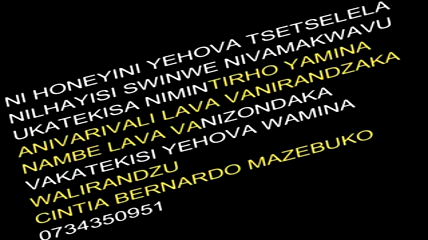 NI HONEYINI YEHOVA TSETSELELA
NILHAYISI SWINWE NIVAMAKWAVU
UKATEKISA NIMINTIRHO YAMINA
ANIVARIVALI LAVA VANIRANDZAKA
NAMBE LAVA VANIZONDAKA
VAKATEKISI YEHOVA WAMINA
WALIRANDZU
CINTIA BERNARDO MAZEBUKO
0734350951